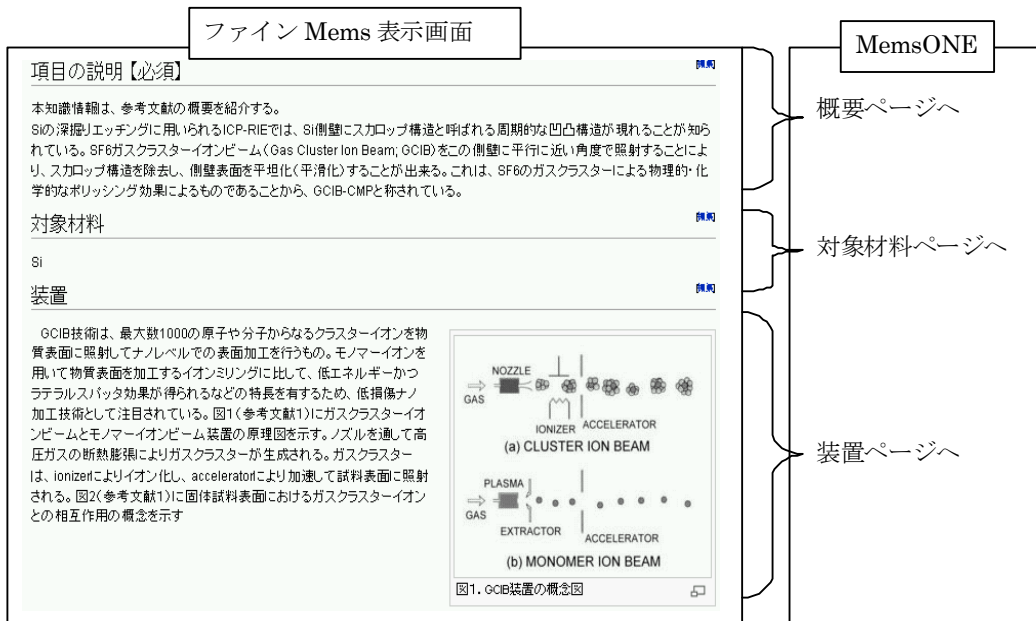 ファイン Mems 表示画面
MemsONE
項目の説明【必須】
[編集]
本知識情報は、参考文献の概要を紹介する。
Siの深掘りエッチングに用いられるICP-RIEでは、Si側壁にスカロップ構造と呼ばれる周期的な凹凸構造が現れることが知ら
れている。SF6ガスクラスターイオンビーム(Gas Cluster Ion Beam; GCIB)をこの側壁に平行に近い角度で照射することによ
り、スカロップ構造を除去し、側壁表面を平坦化(平滑化)することが出来る。これは、SF6のガスクラスターによる物理的・化
学的なポリッシング効果によるものであることから、GCIB-CMPと称されている。
概要ページへ
対象材料
[編集]
Si
対象材料ページへ
装置
[編集]
GCIB技術は、最大数1000の原子や分子からなるクラスターイオンを物
質表面に照射してナノレベルでの表面加工を行うもの。モノマーイオンを
用いて物質表面を加工するイオンミリングに比して、低エネルギーかつ
ラテラルスパッタ効果が得られるなどの特長を有するため、低損傷ナノ
加工技術として注目されている。図1(参考文献1)にガスクラスターイオ
ンビームとモノマーイオンビーム装置の原理図を示す。ノズルを通して高
圧ガスの断熱膨張によりガスクラスターが生成される。ガスクラスター
は、ionizerによりイオン化し、acceleratorにより加速して試料表面に照射
される。図2(参考文献1)に固体試料表面におけるガスクラスターイオン
との相互作用の概念を示す
NOZZLE
GAS
IONIZER
ACCELERATOR
(a) CLUSTER ION BEAM
PLASMA
GAS
EXTRACTOR
ACCELERATOR
(b) MONOMER ION BEAM
図1. GCIB装置の概念図
装置ページへ